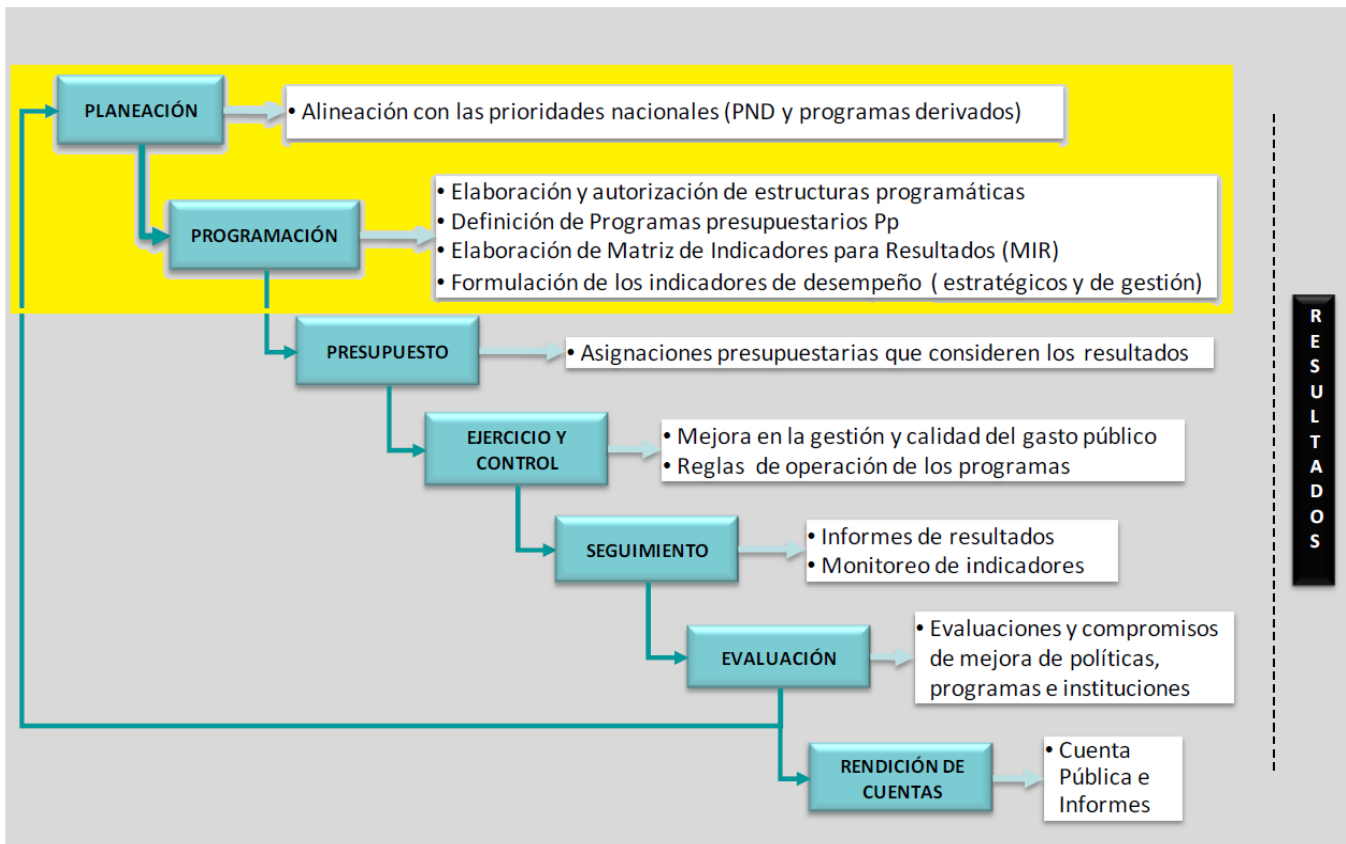 PLANEACIÓN
• Alineación con las prioridades nacionales (PND y programas derivados)
PROGRAMACIÓN
• Elaboración y autorización de estructuras programáticas
• Definición de Programas presupuestarios Pp
• Elaboración de Matriz de Indicadores para Resultados (MIR)
• Formulación de los indicadores de desempeño ( estratégicos y de gestión)
PRESUPUESTO
• Asignaciones presupuestarias que consideren los resultados
EJERCICIO Y
CONTROL
• Mejora en la gestión y calidad del gasto público
• Reglas de operación de los programas
SEGUIMIENTO
• Informes de resultados
• Monitoreo de indicadores
EVALUACIÓN
• Evaluaciones y compromisos
de mejora de políticas,
programas e instituciones
RENDICIÓN DE
CUENTAS
• Cuenta
Pública e
Informes
RESULTADOS